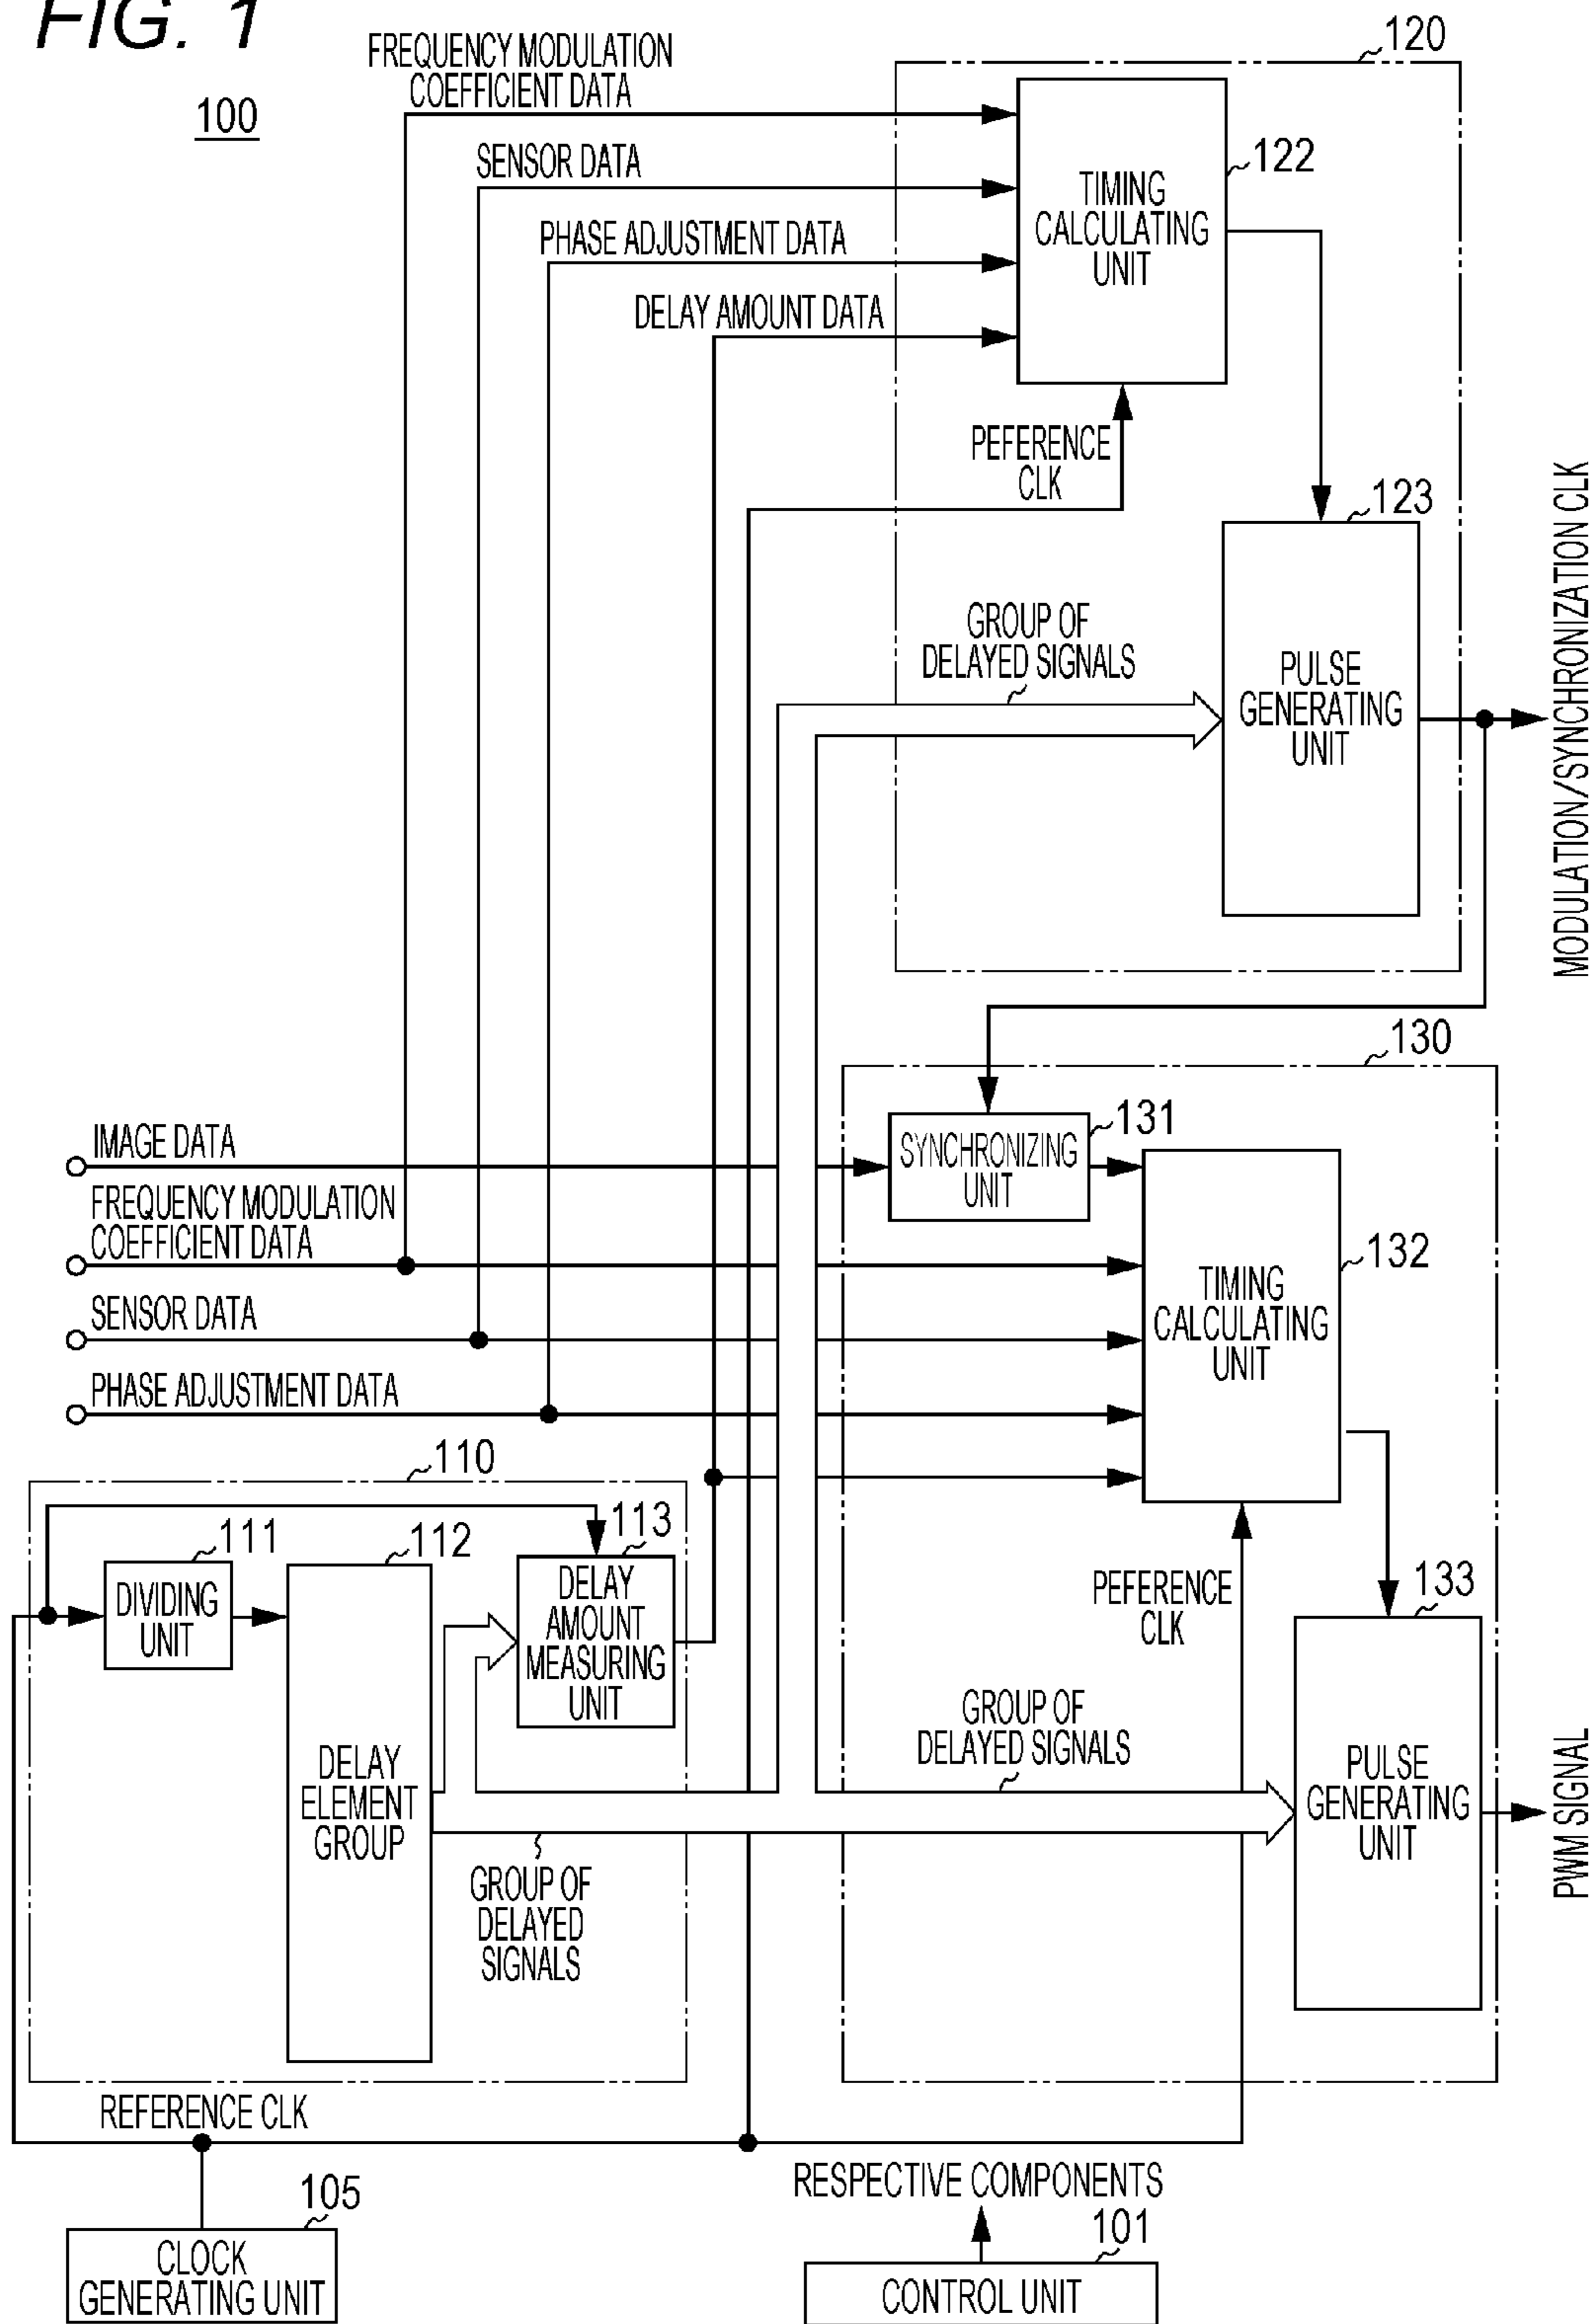 FIG. 1
100
120
FREQUENCY MODULATION
COEFFICIENT DATA
SENSOR DATA
PHASE ADJUSTMENT DATA
DELAY AMOUNT DATA
122
TIMING
CALCULATING
UNIT
PEFERENCE
CLK
123
GROUP OF
DELAYED SIGNALS
PULSE
GENERATING
UNIT
MODULATION/SYNCHRONIZATION CLK
130
IMAGE DATA
131
SYNCHRONIZING
UNIT
FREQUENCY MODULATION
COEFFICIENT DATA
132
TIMING
CALCULATING
UNIT
SENSOR DATA
PHASE ADJUSTMENT DATA
110
111
DIVIDING
UNIT
112
DELAY
ELEMENT
GROUP
113
DELAY
AMOUNT
MEASURING
UNIT
PEFERENCE
CLK
133
GROUP OF
DELAYED SIGNALS
PULSE
GENERATING
UNIT
PWM SIGNAL
GROUP OF
DELAYED
SIGNALS
REFERENCE CLK
105
CLOCK
GENERATING UNIT
RESPECTIVE COMPONENTS
101
CONTROL UNIT